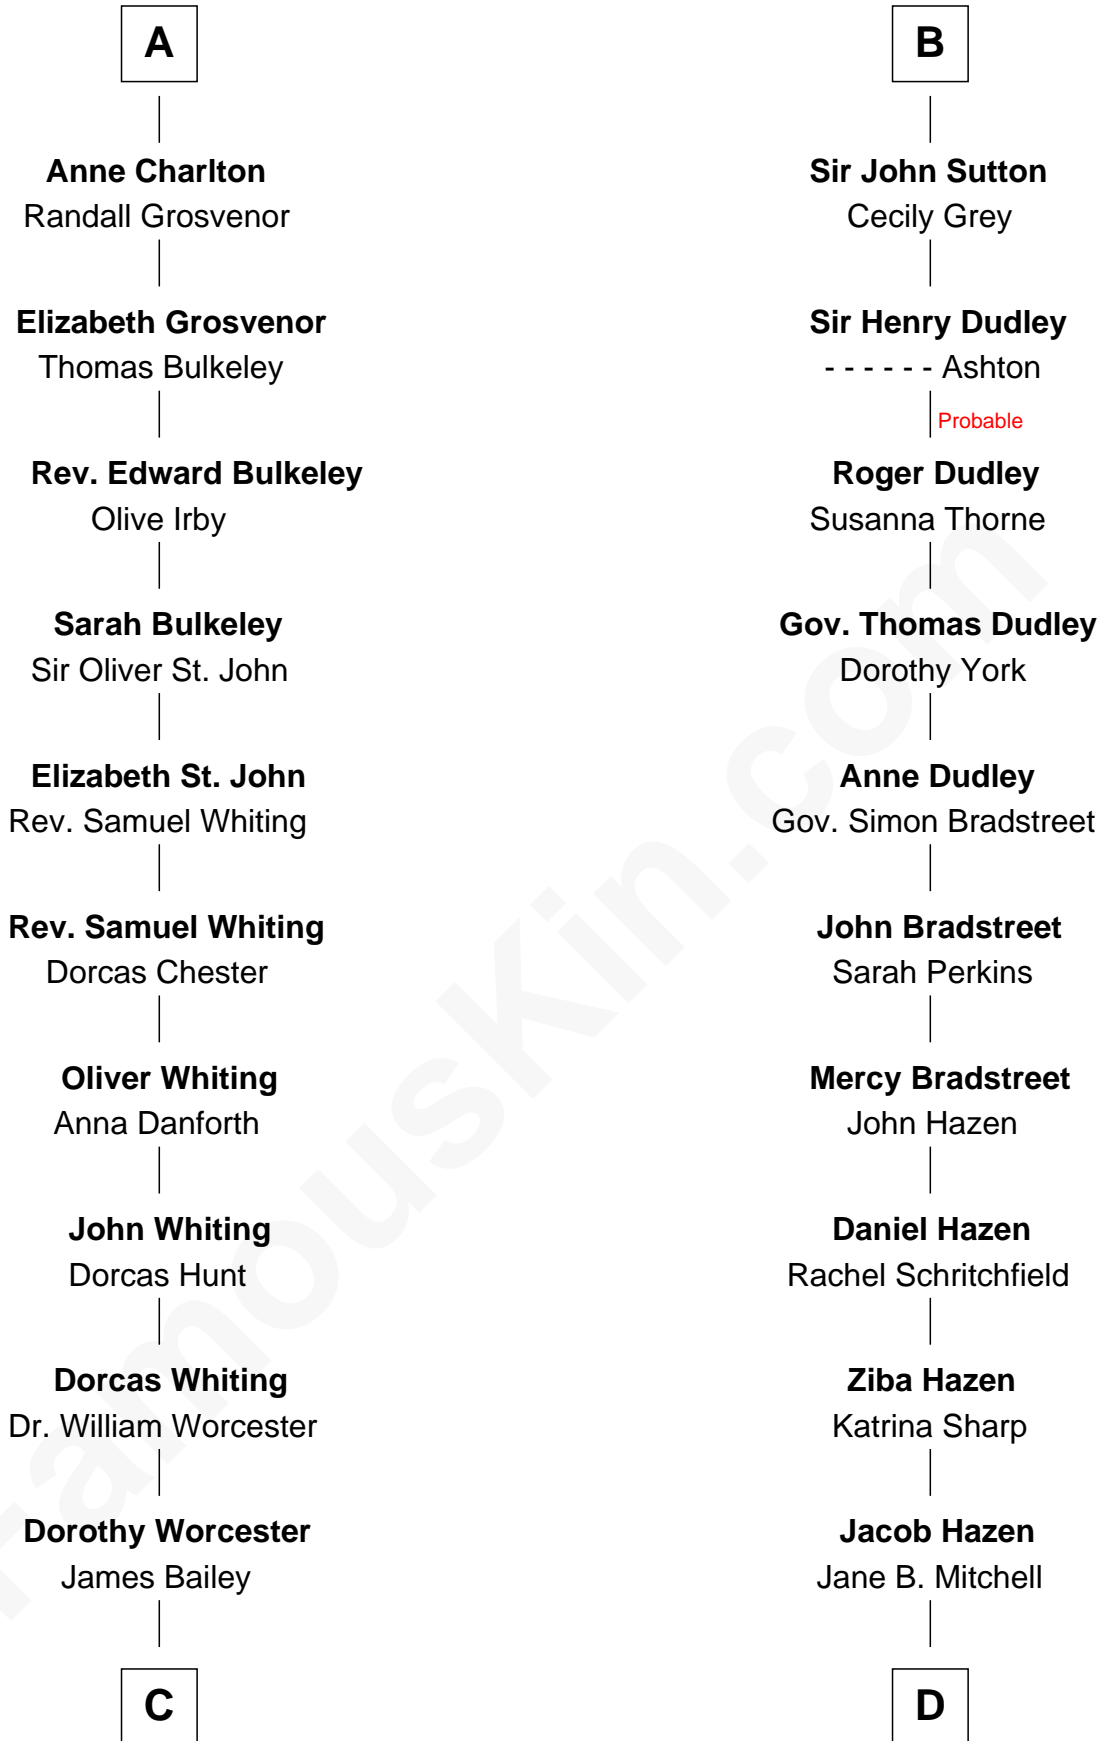 A
Anne Charlton
Randall Grosvenor
Elizabeth Grosvenor
Thomas Bulkeley
Rev. Edward Bulkeley
Olive Irby
Sarah Bulkeley
Sir Oliver St. John
Elizabeth St. John
Rev. Samuel Whiting
Rev. Samuel Whiting
Dorcas Chester
Oliver Whiting
Anna Danforth
John Whiting
Dorcas Hunt
Dorcas Whiting
Dr. William Worcester
Dorothy Worcester
James Bailey
C
B
Sir John Sutton
Cecily Grey
Sir Henry Dudley
- - - - - - Ashton
Probable
Roger Dudley
Susanna Thorne
Gov. Thomas Dudley
Dorothy York
Anne Dudley
Gov. Simon Bradstreet
John Bradstreet
Sarah Perkins
Mercy Bradstreet
John Hazen
Daniel Hazen
Rachel Schritchfield
Ziba Hazen
Katrina Sharp
Jacob Hazen
Jane B. Mitchell
D
FamousKin.com